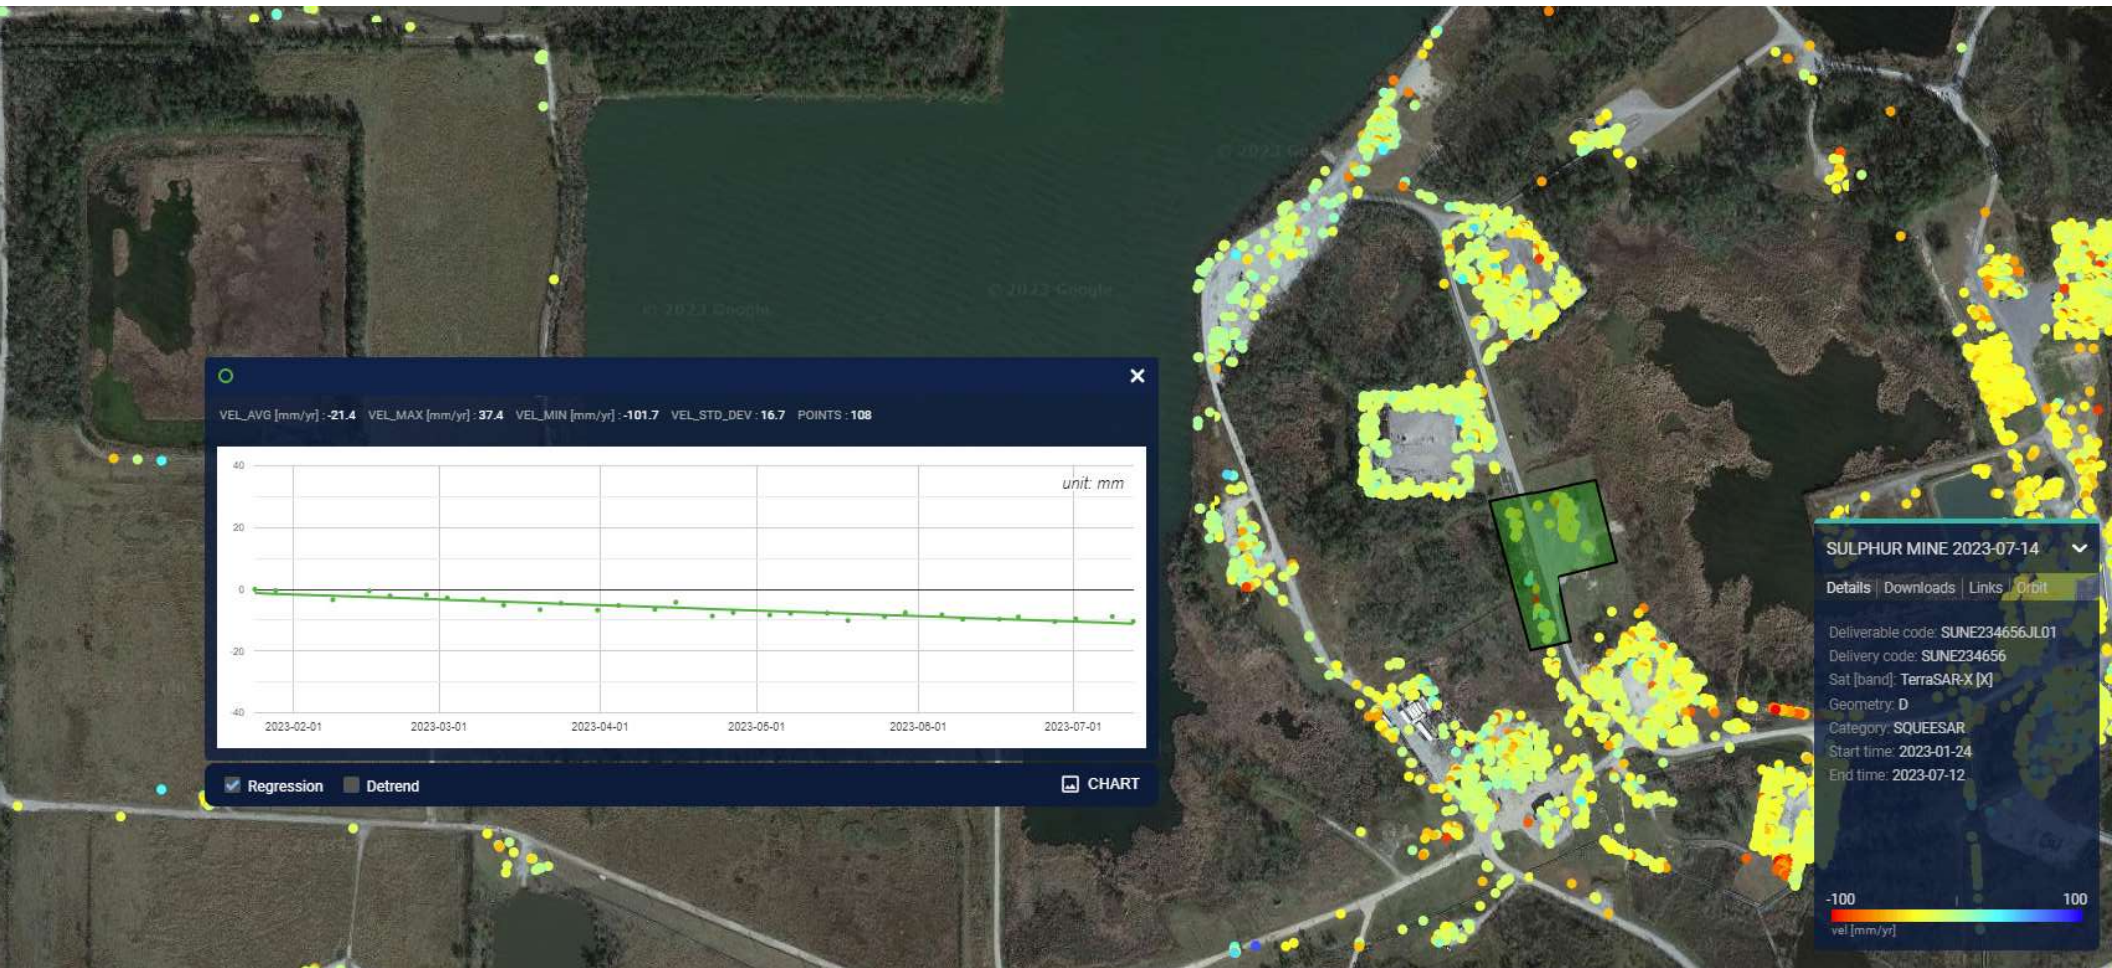 © 2023 Google
VEL_AVG [mm/yr] : -21.4 VEL_MAX [mm/yr] : 37.4 VEL_MIN [mm/yr] : -101.7 VEL_STD_DEV : 16.7 POINTS : 108
unit: mm
40
20
0
-20
-40
2023-02-01 2023-03-01 2023-04-01 2023-05-01 2023-06-01 2023-07-01
Regression Detrend CHART
SULPHUR MINE 2023-07-14
Details | Downloads | Links | Orbit
Deliverable code: SUNE234656JL01
Delivery code: SUNE234656
Sat [band]: TerraSAR-X [X]
Geometry: D
Category: SQUEESAR
Start time: 2023-01-24
End time: 2023-07-12
-100 100
vel [mm/yr]